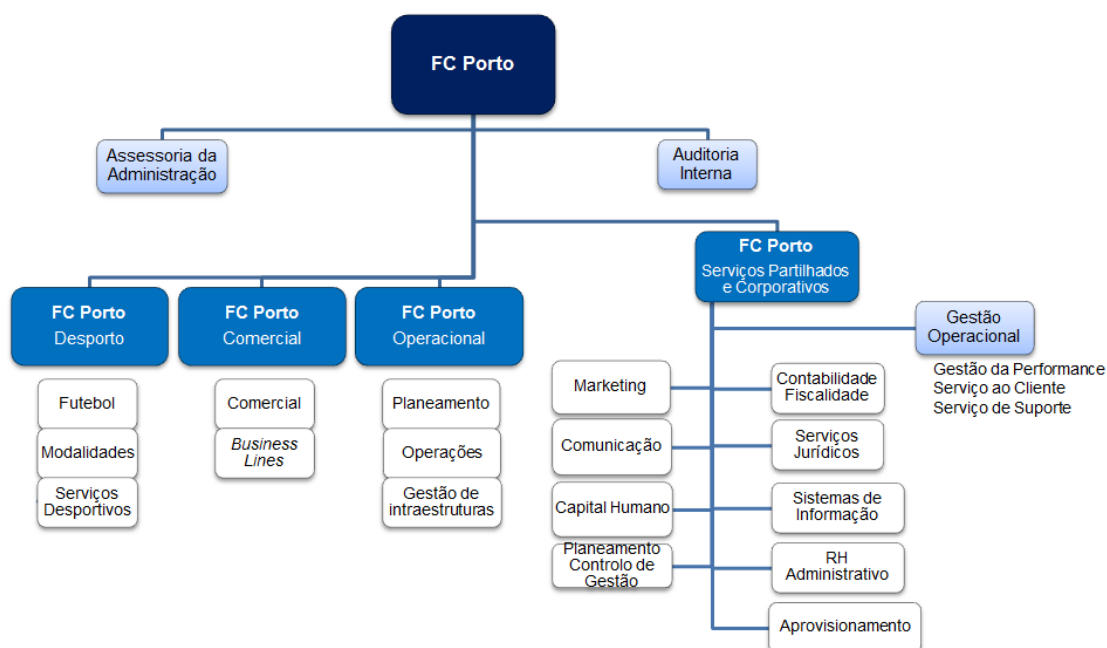 FC Porto
Assessoria da
Administração
Auditoria
Interna
FC Porto
Serviços Partilhados
e Corporativos
FC Porto
Desporto
FC Porto
Comercial
FC Porto
Operacional
Gestão
Operacional
Gestão da Performance
Serviço ao Cliente
Serviço de Suporte
Futebol
Modalidades
Serviços
Desportivos
Comercial
Business
Lines
Planeamento
Operações
Gestão de
infraestruturas
Marketing
Comunicação
Capital Humano
Planeamento
Controlo de
Gestão
Contabilidade
Fiscalidade
Serviços
Jurídicos
Sistemas de
Informação
RH
Administrativo
Aprovisionamento